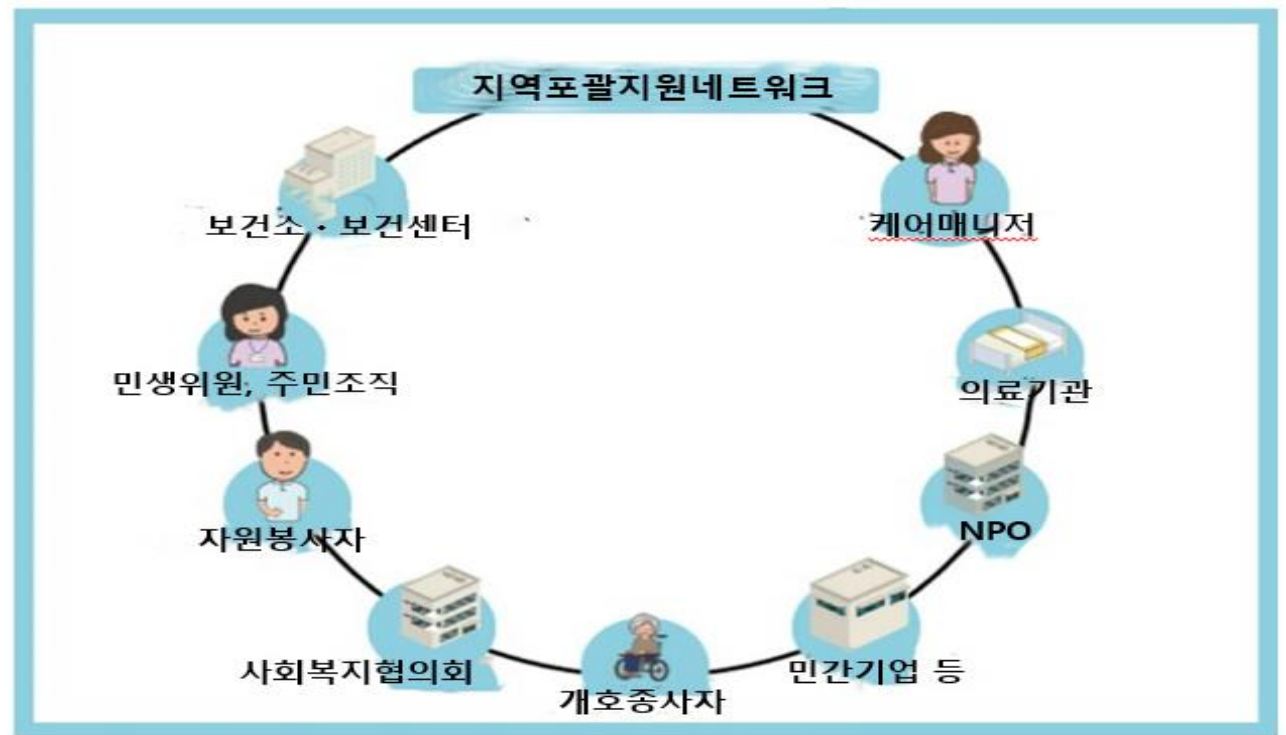 지역포괄지원네트워크
보건소・보건센터
케어매니저
민생위원, 주민조직
의료기관
자원봉사자
NPO
사회복지협의회
민간기업 등
개호종사자